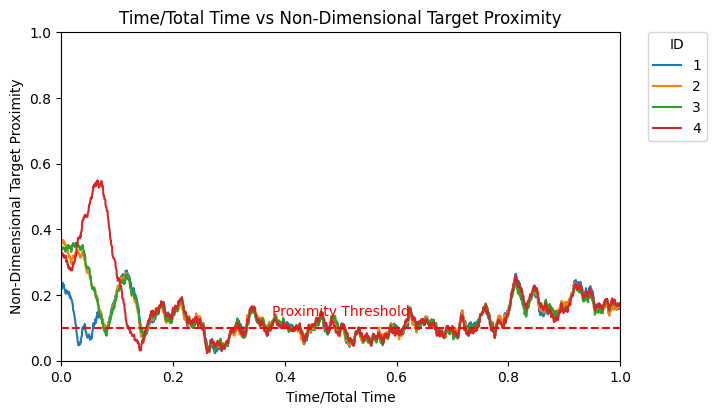 Time/Total Time vs Non-Dimensional Target Proximity
Non-Dimensional Target Proximity
1.0
0.8
0.6
0.4
0.2
0.0
Proximity Threshold
0.0 0.2 0.4 0.6 0.8 1.0
Time/Total Time
ID
1
2
3
4